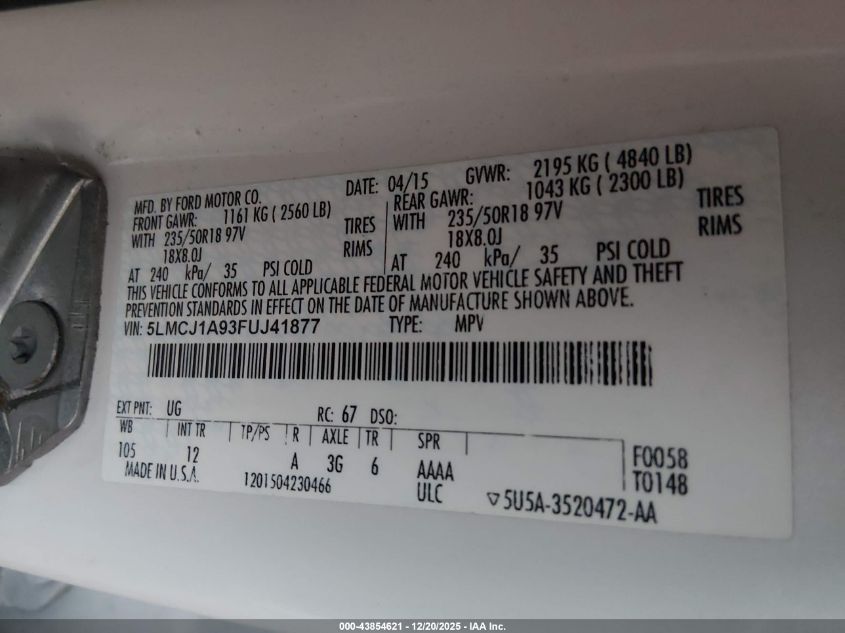 MFD. BY FORD MOTOR CO. DATE: 04/15 GVWR: 2195 KG ( 4840 LB)
FRONT GAWR: 1161 KG ( 2560 LB) REAR GAWR: 1043 KG ( 2300 LB)
WITH 235/50R18 97V TIRES WITH 235/50R18 97V TIRES
18X8.0J RIMS 18X8.0J RIMS
AT 240 kPa/ 35 PSI COLD AT 240 kPa/ 35 PSI COLD
THIS VEHICLE CONFORMS TO ALL APPLICABLE FEDERAL MOTOR VEHICLE SAFETY AND THEFT
PREVENTION STANDARDS IN EFFECT ON THE DATE OF MANUFACTURE SHOWN ABOVE.
VIN: 5LMCJ1A93FUJ41877 TYPE: MPV
EXT PNT: UG RC: 67 DSO:
WB INT TR TP/PS R AXLE TR SPR F0058
105 12 A 3G 6 AAAA T0148
MADE IN U.S.A. 1201504230466 ULC ▽5U5A-3520472-AA
000-43854621 - 12/20/2025 - IAA Inc.